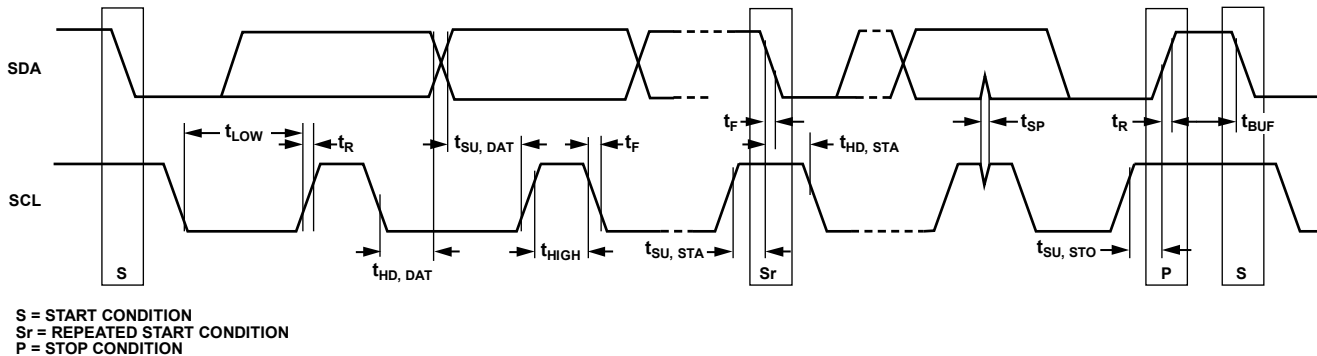 SDA
SCL
tLOW
tR
tSU, DAT
tF
tF
tHD, STA
tSP
tR
tBUF
tHD, DAT
tHIGH
tSU, STA
tSU, STO
S
Sr
P
S
S = START CONDITION
Sr = REPEATED START CONDITION
P = STOP CONDITION